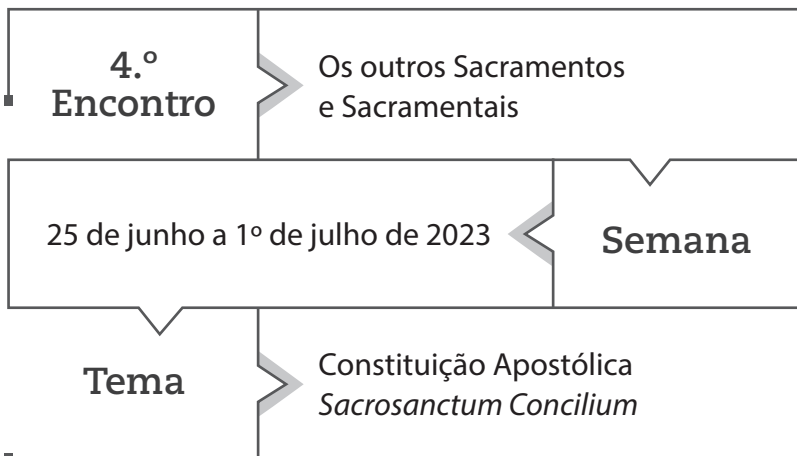 4.º
Encontro
Os outros Sacramentos
e Sacramentais
25 de junho a 1º de julho de 2023
Semana
Tema
Constituição Apostólica
Sacrosanctum Concilium